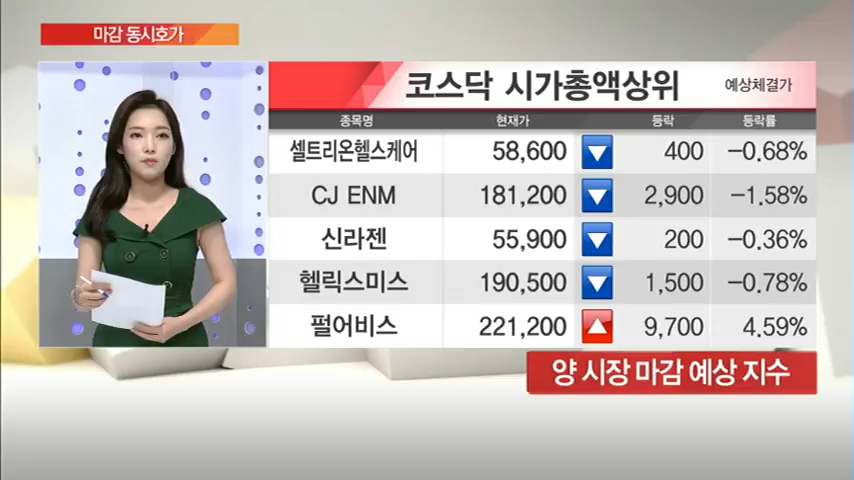 마감 동시호가
코스닥 시가총액상위 예상체결가
종목명 현재가 등락 등락률
셀트리온헬스케어 58,600 ▼ 400 -0.68%
CJ ENM 181,200 ▼ 2,900 -1.58%
신라젠 55,900 ▼ 200 -0.36%
헬릭스미스 190,500 ▼ 1,500 -0.78%
펄어비스 221,200 ▲ 9,700 4.59%
양 시장 마감 예상 지수